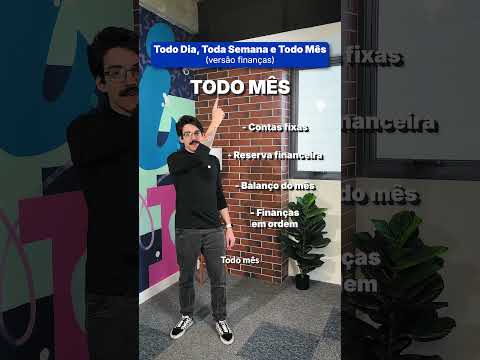 Todo Dia, Toda Semana e Todo Mês
(versão finanças)
TODO MÊS
- Contas fixas
- Reserva financeira
- Balanço do mês
- Finanças
em ordem
Todo mês